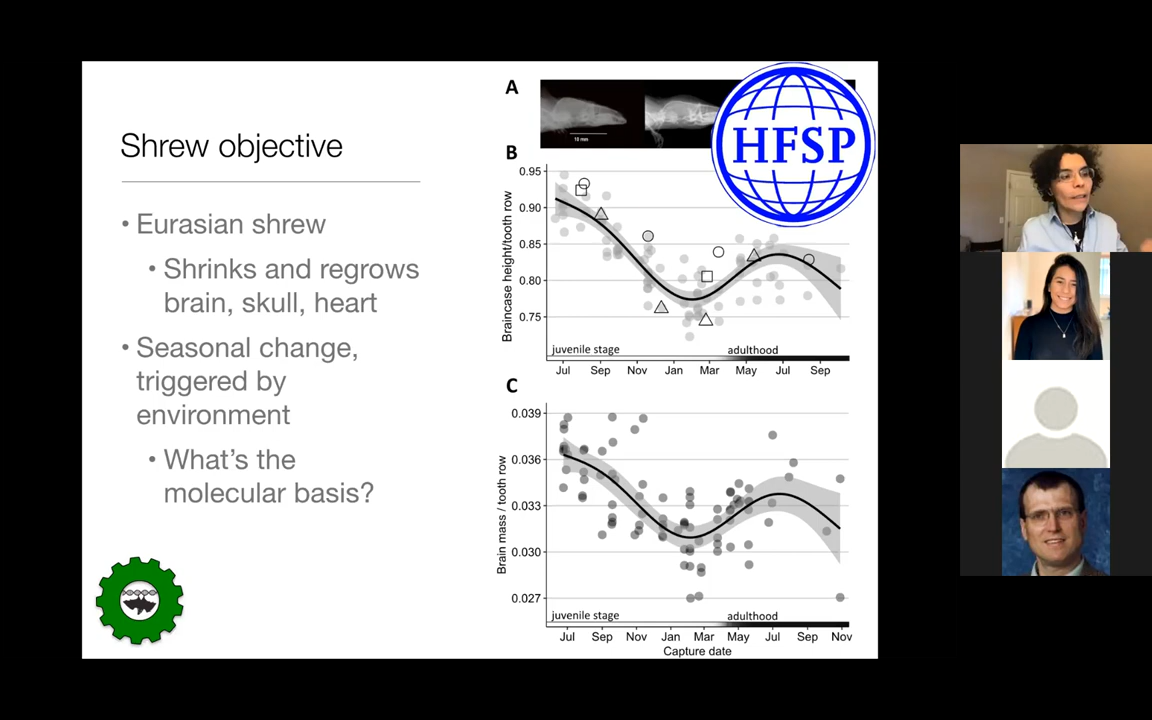 Shrew objective
• Eurasian shrew
• Shrinks and regrows
brain, skull, heart
• Seasonal change,
triggered by
environment
• What's the
molecular basis?
A
10 mm
HFSP
B
Braincase height/tooth row
0.95
0.90
0.85
0.80
0.75
juvenile stage adulthood
Jul Sep Nov Jan Mar May Jul Sep
C
Brain mass / tooth row
0.039
0.036
0.033
0.030
0.027
juvenile stage adulthood
Jul Sep Nov Jan Mar May Jul Sep Nov
Capture date